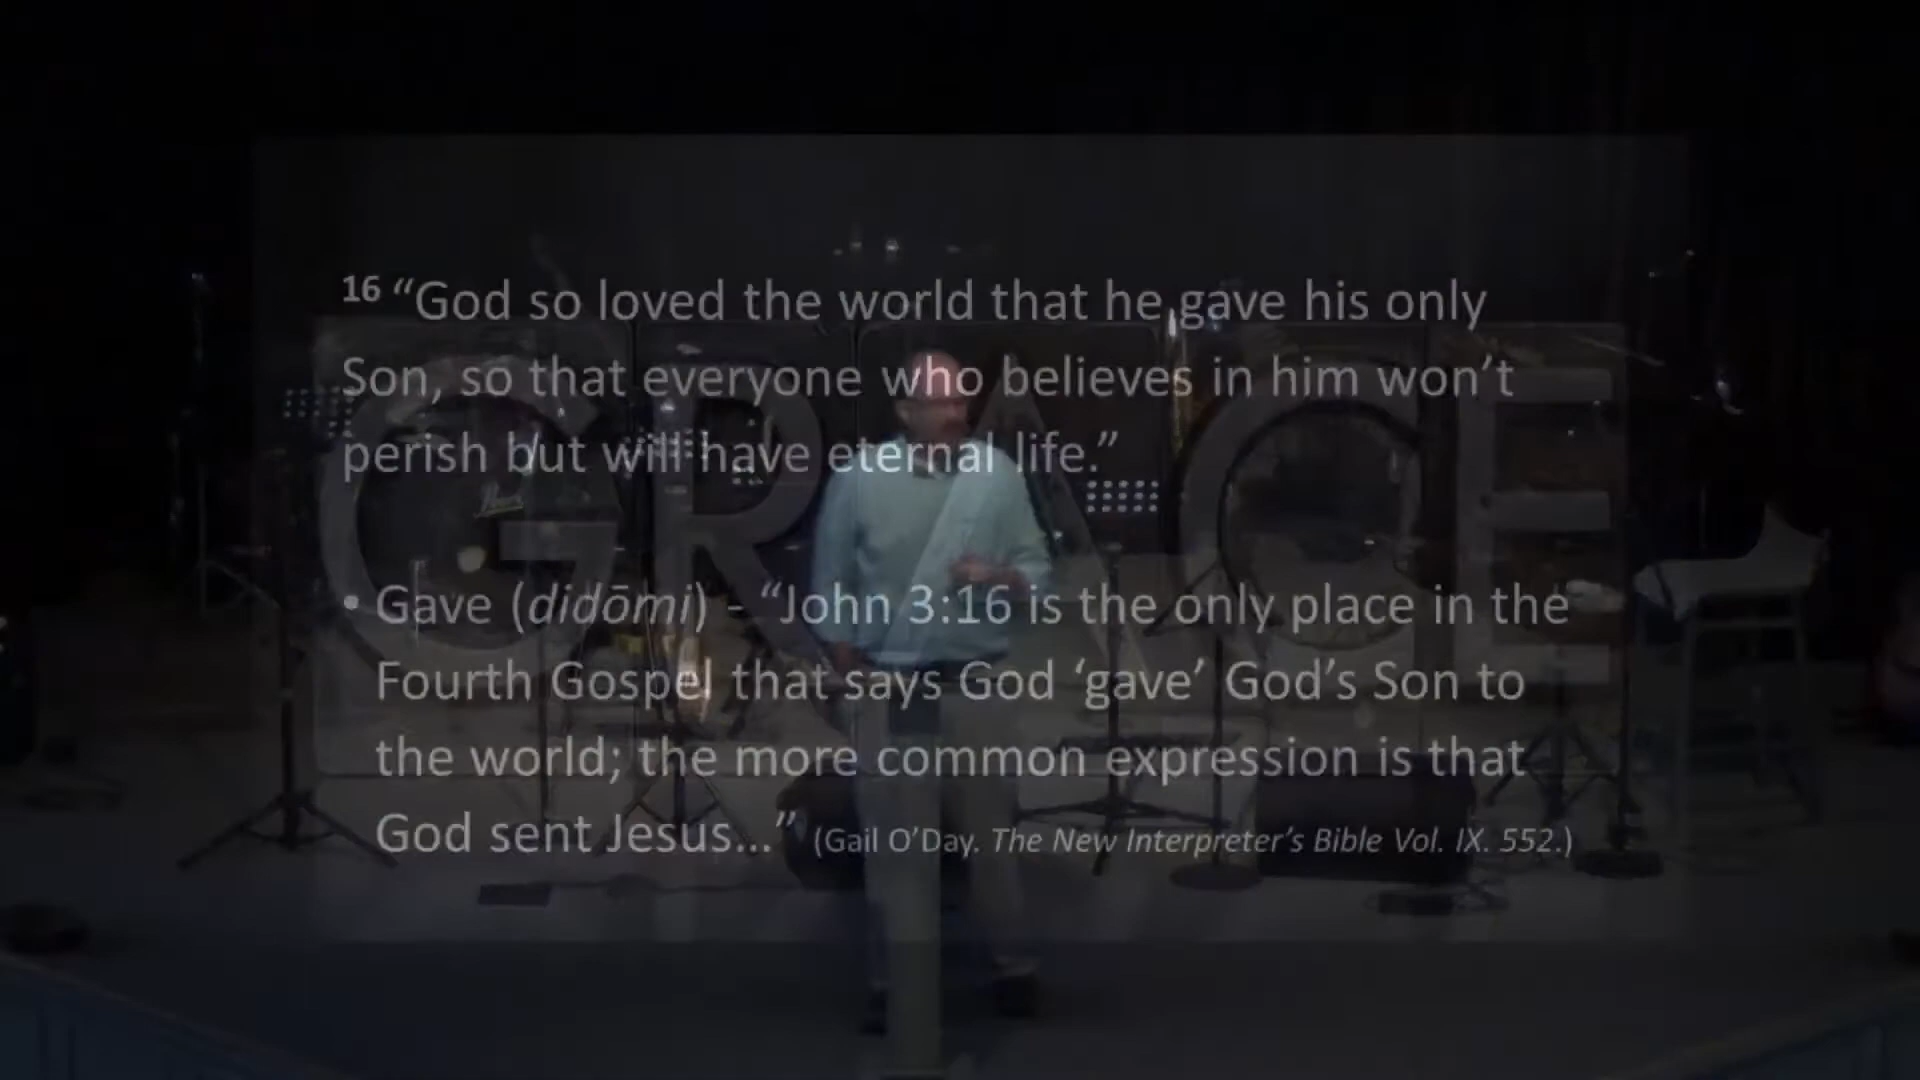 16 “God so loved the world that he gave his only
Son, so that everyone who believes in him won’t
perish but will have eternal life.”
GRACE
• Gave (didōmi) - “John 3:16 is the only place in the
Fourth Gospel that says God ‘gave’ God’s Son to
the world; the more common expression is that
God sent Jesus...” (Gail O’Day. The New Interpreter’s Bible Vol. IX. 552.)